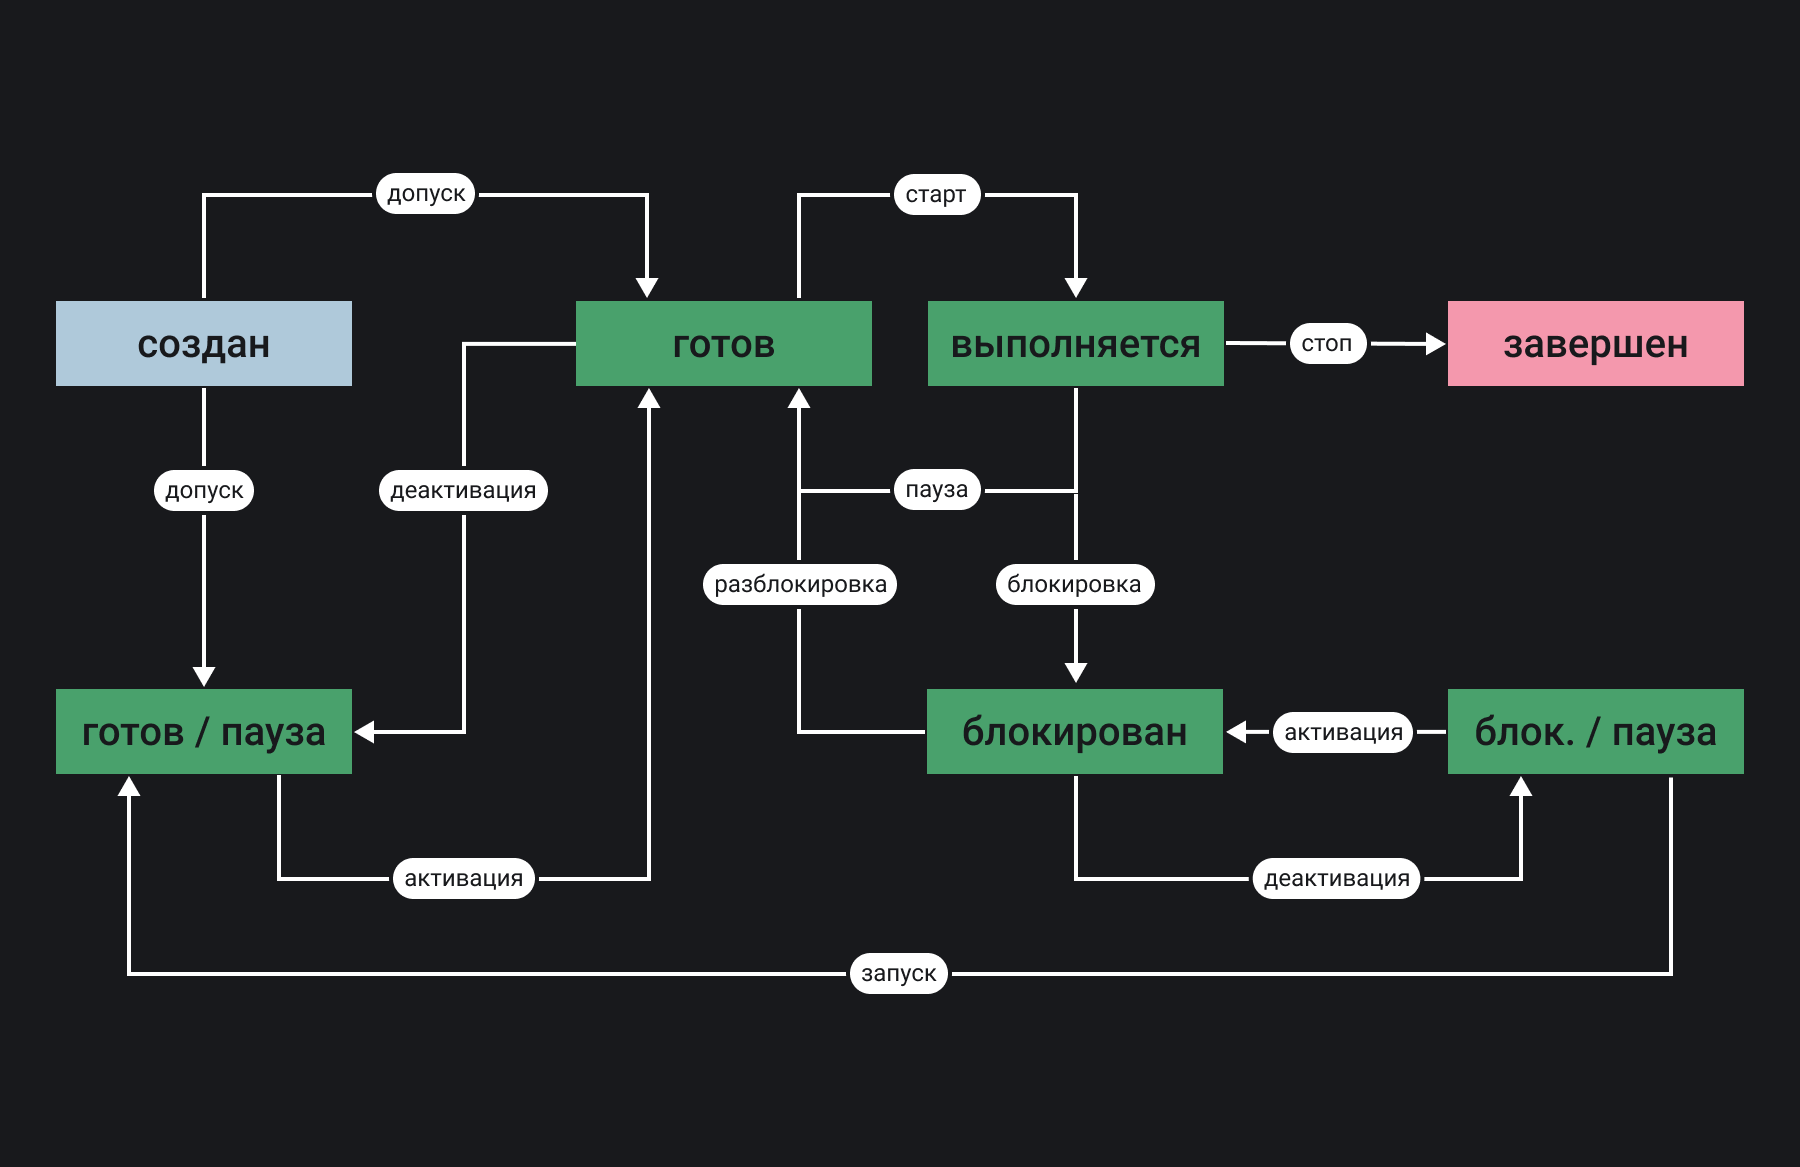 допуск
старт
создан
готов
выполняется
стоп
завершен
допуск
деактивация
пауза
разблокировка
блокировка
готов / пауза
блокирован
активация
блок. / пауза
активация
деактивация
запуск